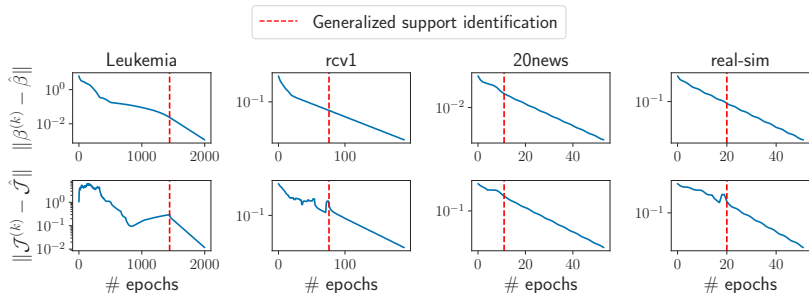 Generalized support identification
Leukemia rcv1 20news real-sim
‖β^(k) − β̂‖
10^0
10^−2
10^−1
10^−2
10^−1
0 1000 2000
0 100
0 20 40
0 20 40
‖𝒥^(k) − 𝒥̂‖
10^0
10^−1
10^−2
10^−1
10^−1
10^−1
0 1000 2000
0 100
0 20 40
0 20 40
# epochs # epochs # epochs # epochs